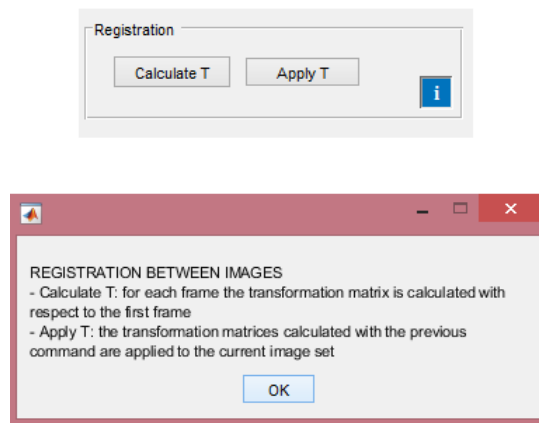 Registration
Calculate T
Apply T
i
REGISTRATION BETWEEN IMAGES
- Calculate T: for each frame the transformation matrix is calculated with
respect to the first frame
- Apply T: the transformation matrices calculated with the previous
command are applied to the current image set
OK